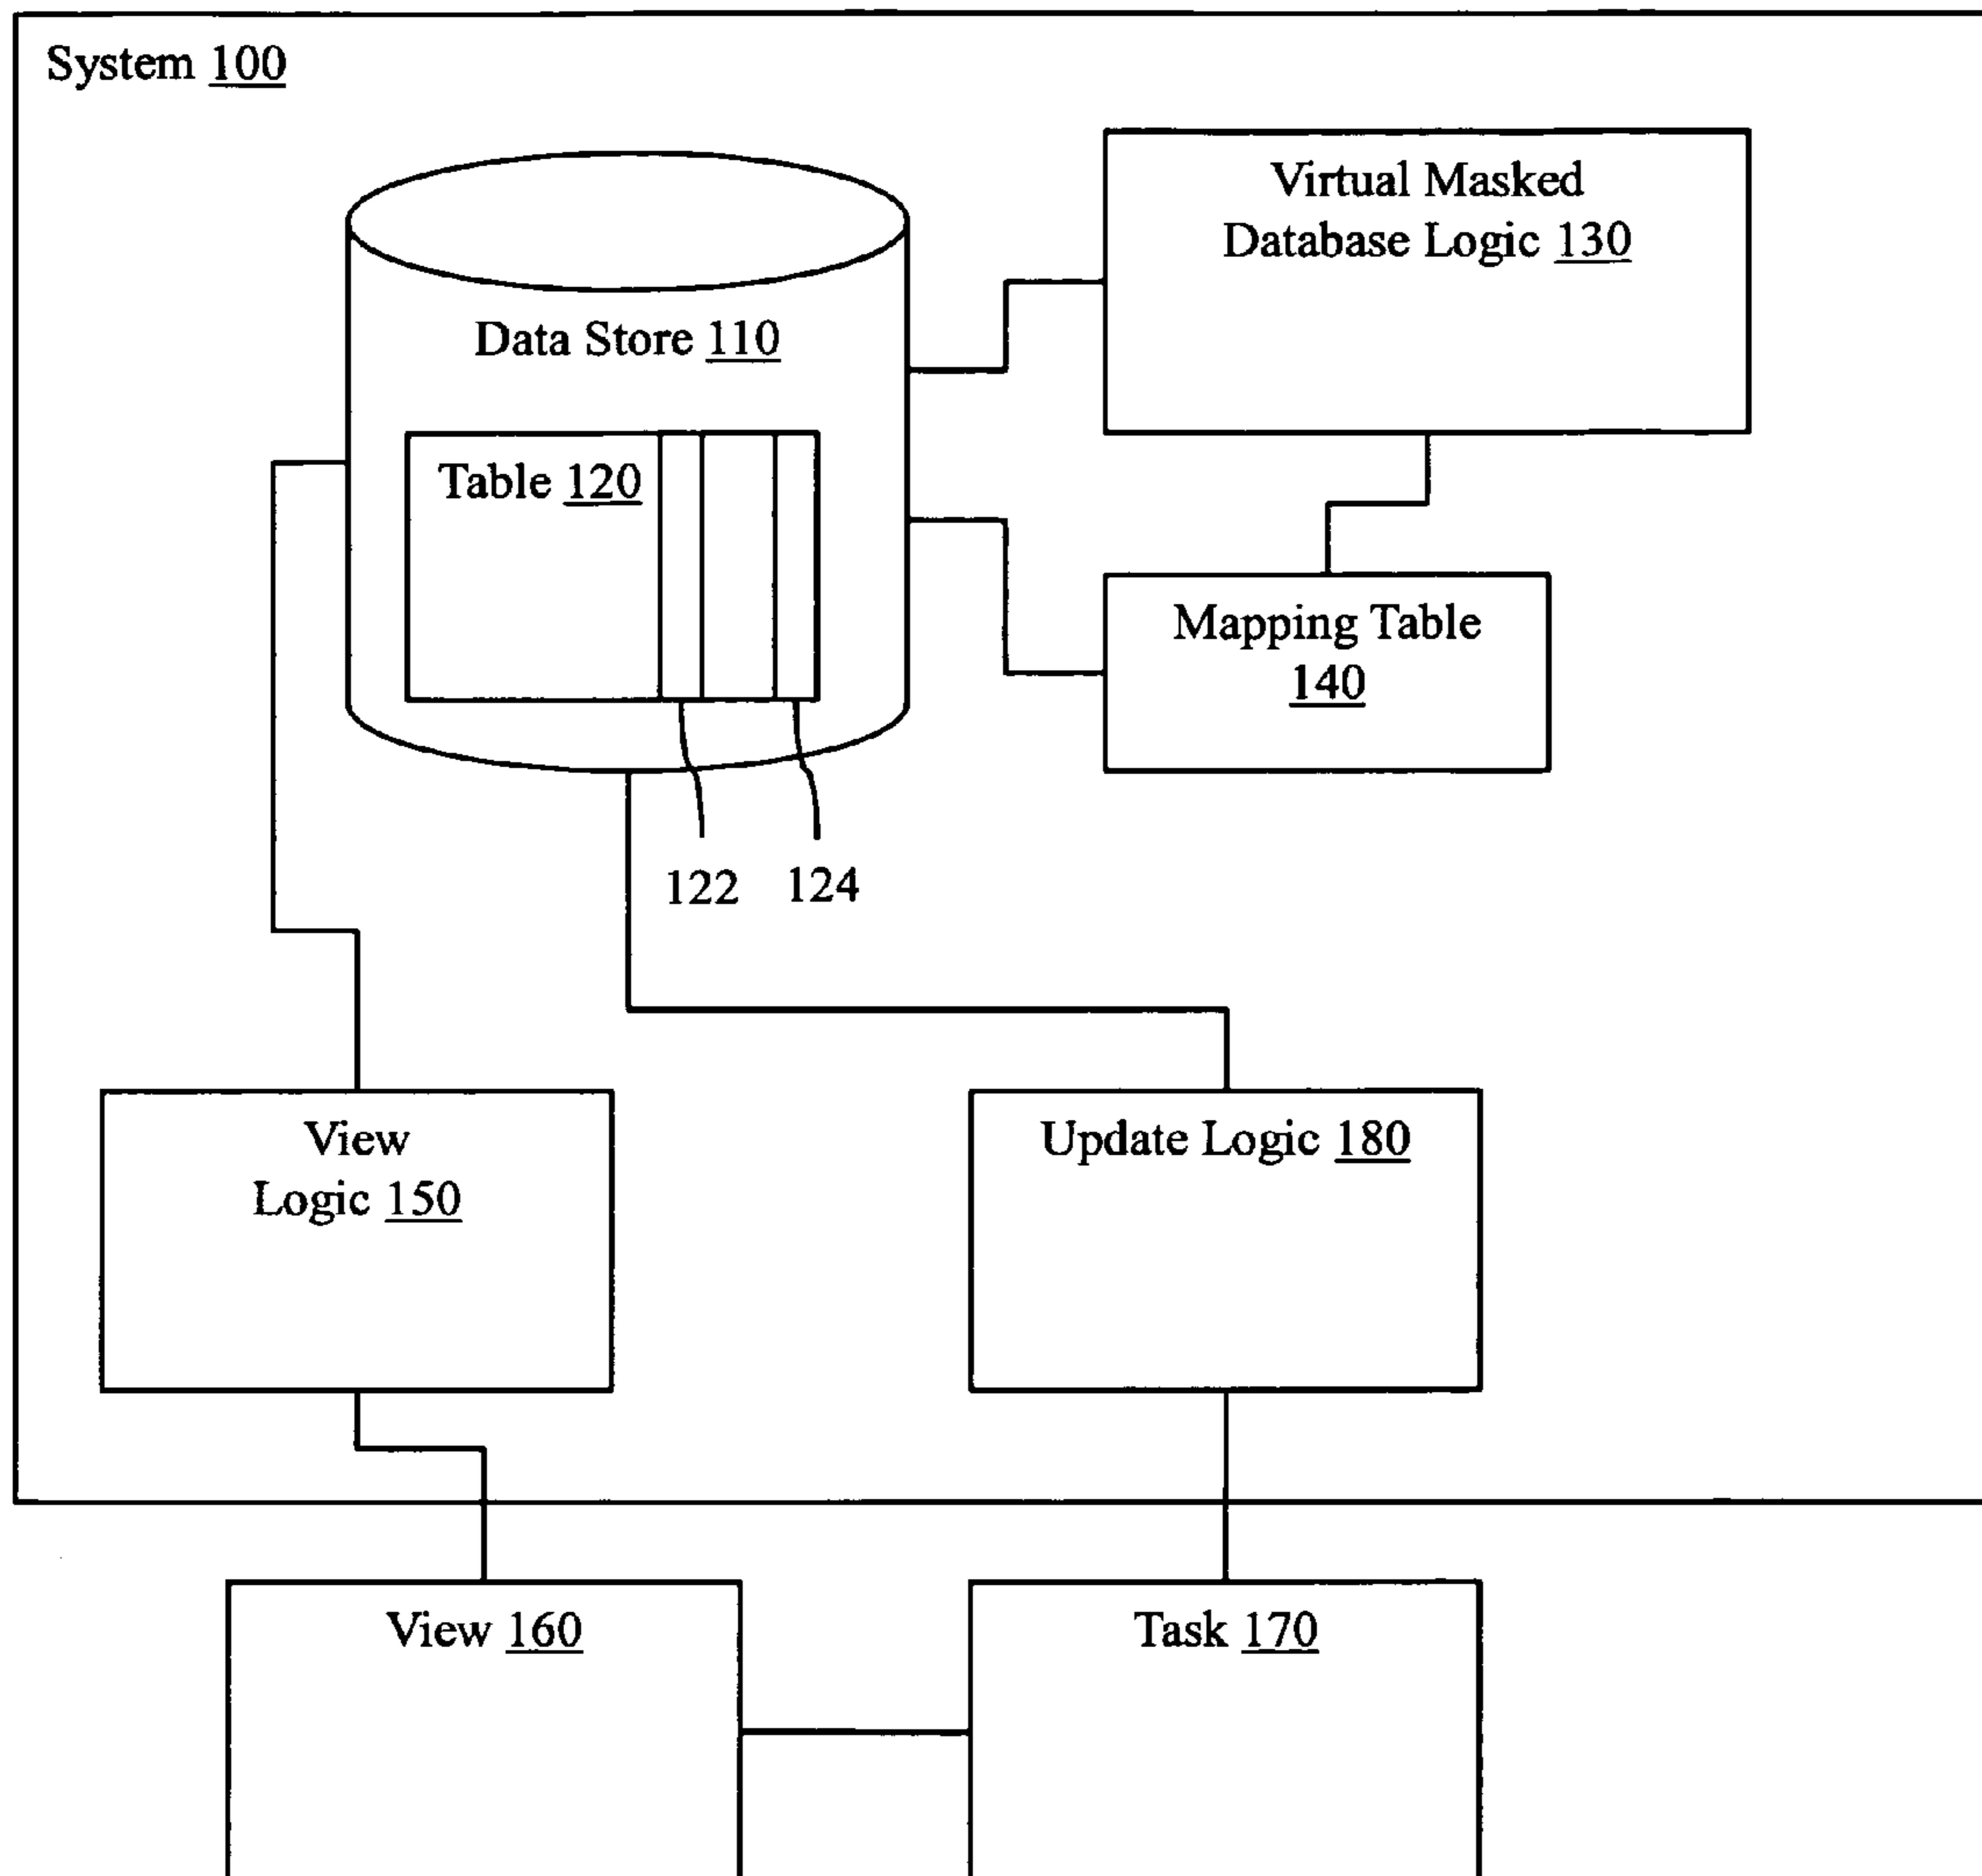 System 100
Virtual Masked
Database Logic 130
Data Store 110
Table 120
Mapping Table
140
122
124
View
Logic 150
Update Logic 180
View 160
Task 170